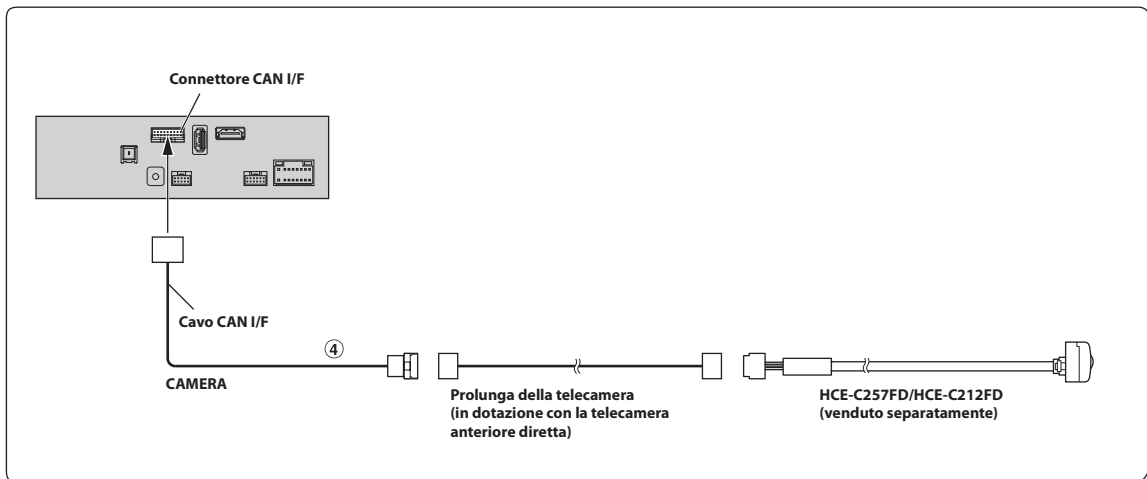 Connettore CAN I/F
Cavo CAN I/F
④
CAMERA
Prolunga della telecamera
(in dotazione con la telecamera
anteriore diretta)
HCE-C257FD/HCE-C212FD
(venduto separatamente)